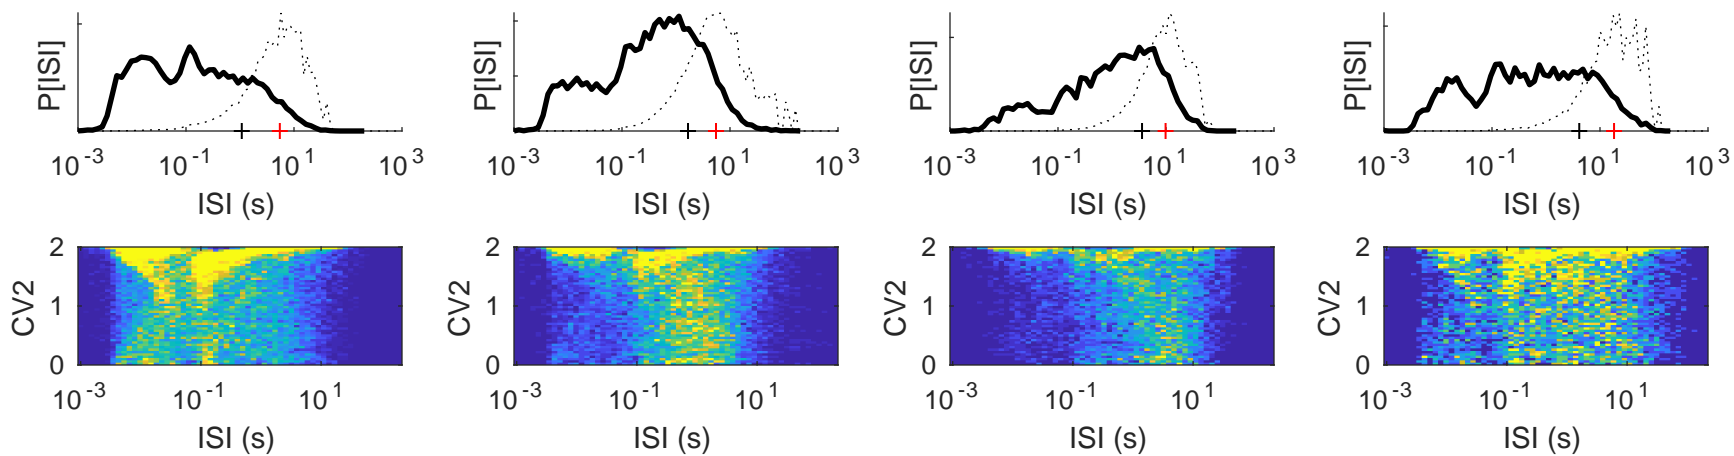 P[ISI] P[ISI] P[ISI] P[ISI]
10^-3 10^-1 10^1 10^3 10^-3 10^-1 10^1 10^3 10^-3 10^-1 10^1 10^3 10^-3 10^-1 10^1 10^3
ISI (s) ISI (s) ISI (s) ISI (s)
2 2 2 2
CV2 1 CV2 1 CV2 1 CV2 1
0 0 0 0
10^-3 10^-1 10^1 10^-3 10^-1 10^1 10^-3 10^-1 10^1 10^-3 10^-1 10^1
ISI (s) ISI (s) ISI (s) ISI (s)